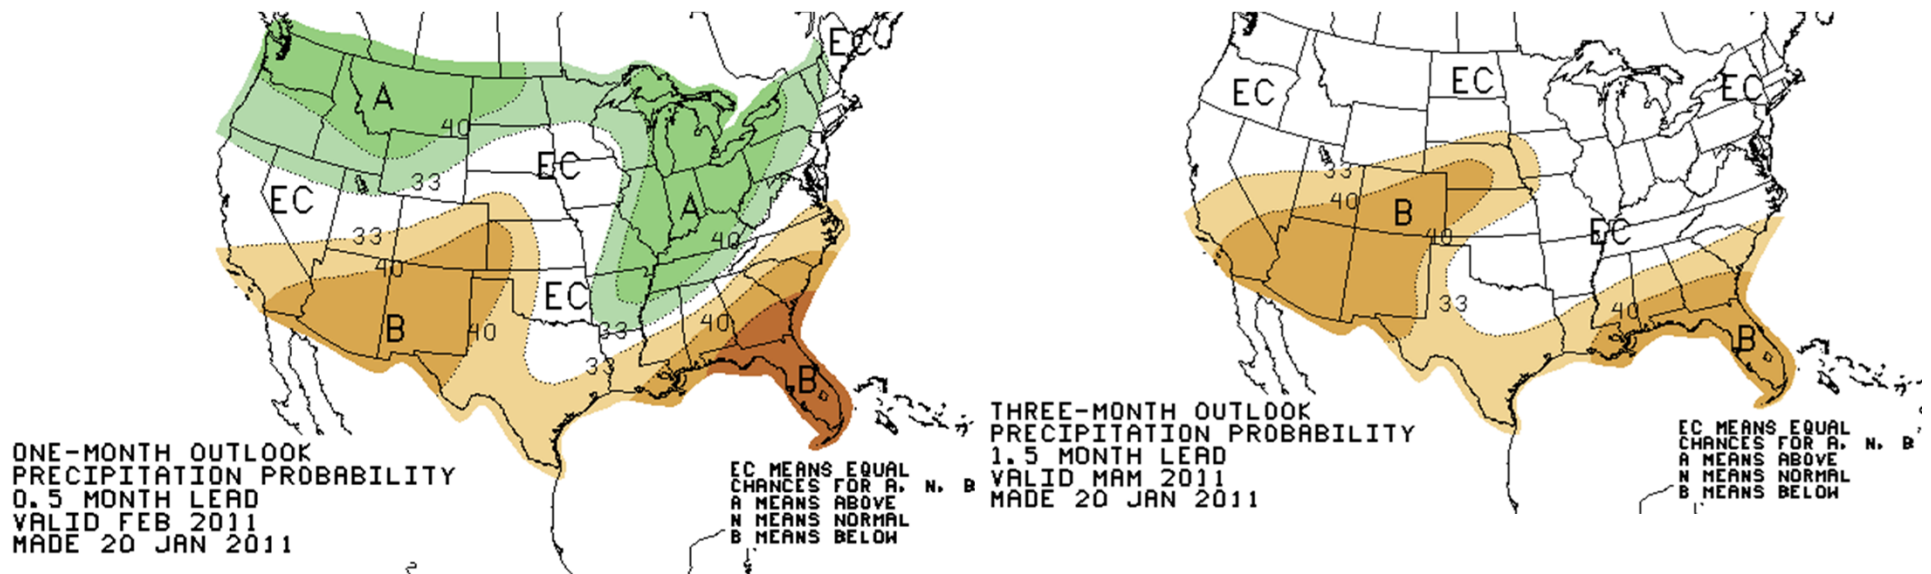 A
40
EC
EC
33
EC
A
33
40
40
EC
B
40
40
33
33
B
ONE-MONTH OUTLOOK
PRECIPITATION PROBABILITY
0.5 MONTH LEAD
VALID FEB 2011
MADE 20 JAN 2011
EC MEANS EQUAL
CHANCES FOR A, N, B
A MEANS ABOVE
N MEANS NORMAL
B MEANS BELOW
EC
EC
EC
33
40
B
40
EC
33
40
B
THREE-MONTH OUTLOOK
PRECIPITATION PROBABILITY
1.5 MONTH LEAD
VALID MAM 2011
MADE 20 JAN 2011
EC MEANS EQUAL
CHANCES FOR A, N, B
A MEANS ABOVE
N MEANS NORMAL
B MEANS BELOW